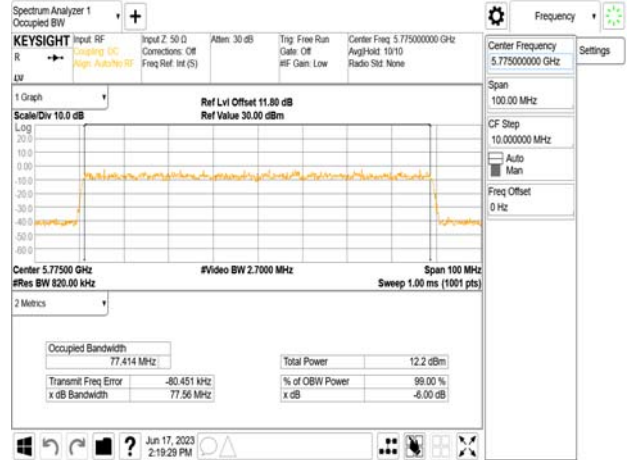 Spectrum Analyzer 1
Occupied BW
Frequency
KEYSIGHT
R
Input: RF
Coupling: DC
Align: Auto/No RF
Input Z: 50 Ω
Corrections: Off
Freq Ref: Int (S)
Atten: 30 dB
Trig: Free Run
Gate: Off
#IF Gain: Low
Center Freq: 5.775000000 GHz
Avg|Hold: 10/10
Radio Std: None
Center Frequency
5.775000000 GHz
Settings
Span
100.00 MHz
CF Step
10.000000 MHz
Auto
Man
Freq Offset
0 Hz
1 Graph
Scale/Div 10.0 dB
Ref Lvl Offset 11.80 dB
Ref Value 30.00 dBm
Log
20.0
10.0
0.00
-10.0
-20.0
-30.0
-40.0
-50.0
-60.0
Center 5.77500 GHz
#Res BW 820.00 kHz
#Video BW 2.7000 MHz
Span 100 MHz
Sweep 1.00 ms (1001 pts)
2 Metrics
Occupied Bandwidth
77.414 MHz
Total Power 12.2 dBm
Transmit Freq Error -80.451 kHz
% of OBW Power 99.00 %
x dB Bandwidth 77.56 MHz
x dB -6.00 dB
Jun 17, 2023
2:19:29 PM